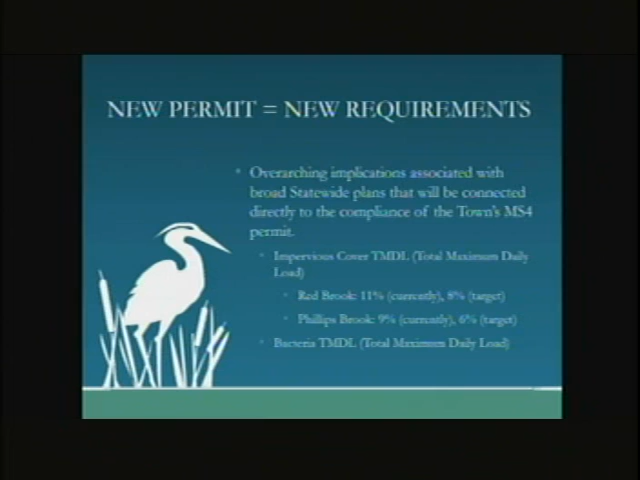 NEW PERMIT = NEW REQUIREMENTS
• Overarching implications associated with
broad Statewide plans that will be connected
directly to the compliance of the Town's MS4
permit.
• Impervious Cover TMDL (Total Maximum Daily
Load)
• Red Brook: 11% (currently), 8% (target)
• Phillips Brook: 9% (currently), 6% (target)
• Bacteria TMDL (Total Maximum Daily Load)